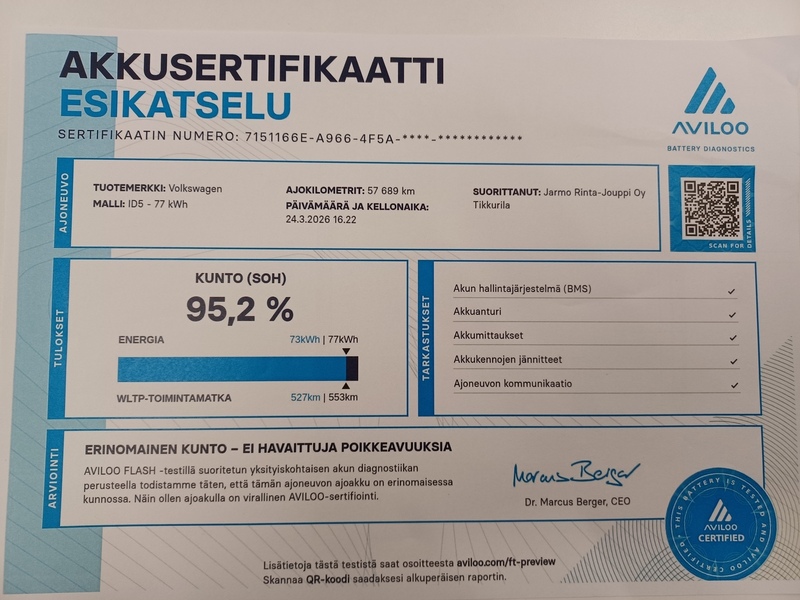 AKKUSERTIFIKAATTI
ESIKATSELU
SERTIFIKAATIN NUMERO: 7151166E-A966-4F5A-****-************
AVILOO
BATTERY DIAGNOSTICS
AJONEUVO
TUOTEMERKKI: Volkswagen
MALLI: ID5 - 77 kWh
AJOKILOMETRIT: 57 689 km
PÄIVÄMÄÄRÄ JA KELLONAIKA:
24.3.2026 16.22
SUORITTANUT: Jarmo Rinta-Jouppi Oy
Tikkurila
SCAN FOR DETAILS
TULOKSET
KUNTO (SOH)
95,2 %
ENERGIA 73kWh | 77kWh
WLTP-TOIMINTAMATKA 527km | 553km
TARKASTUKSET
Akun hallintajärjestelmä (BMS)
Akkuanturi
Akkumittaukset
Akkukennojen jännitteet
Ajoneuvon kommunikaatio
ARVIOINTI
ERINOMAINEN KUNTO – EI HAVAITTUJA POIKKEAVUUKSIA
AVILOO FLASH -testillä suoritetun yksityiskohtaisen akun diagnostiikan
perusteella todistamme täten, että tämän ajoneuvon ajoakku on erinomaisessa
kunnossa. Näin ollen ajoakulla on virallinen AVILOO-sertifiointi.
Marcus Berger
Dr. Marcus Berger, CEO
THIS BATTERY IS TESTED AND CERTIFIED
AVILOO
CERTIFIED
Lisätietoja tästä testistä saat osoitteesta aviloo.com/ft-preview
Skannaa QR-koodi saadaksesi alkuperäisen raportin.